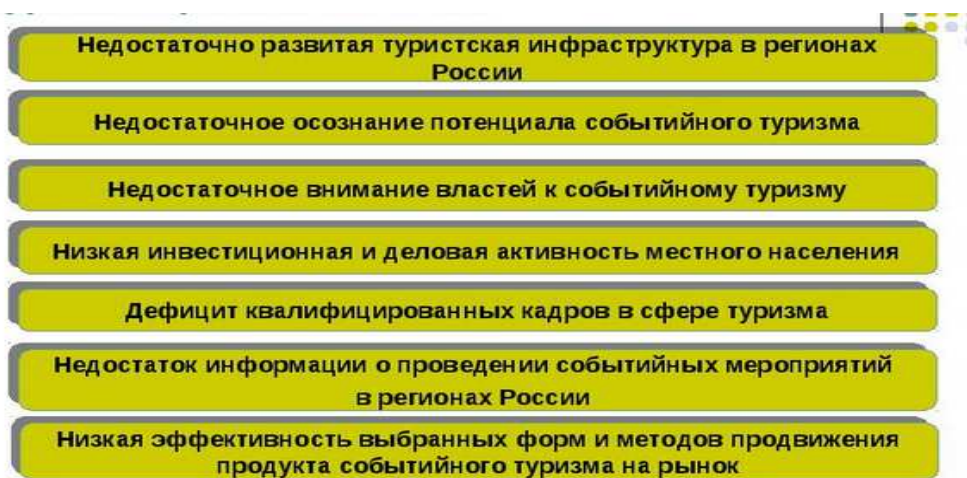 Недостаточно развитая туристская инфраструктура в регионах
России
Недостаточное осознание потенциала событийного туризма
Недостаточное внимание властей к событийному туризму
Низкая инвестиционная и деловая активность местного населения
Дефицит квалифицированных кадров в сфере туризма
Недостаток информации о проведении событийных мероприятий
в регионах России
Низкая эффективность выбранных форм и методов продвижения
продукта событийного туризма на рынок